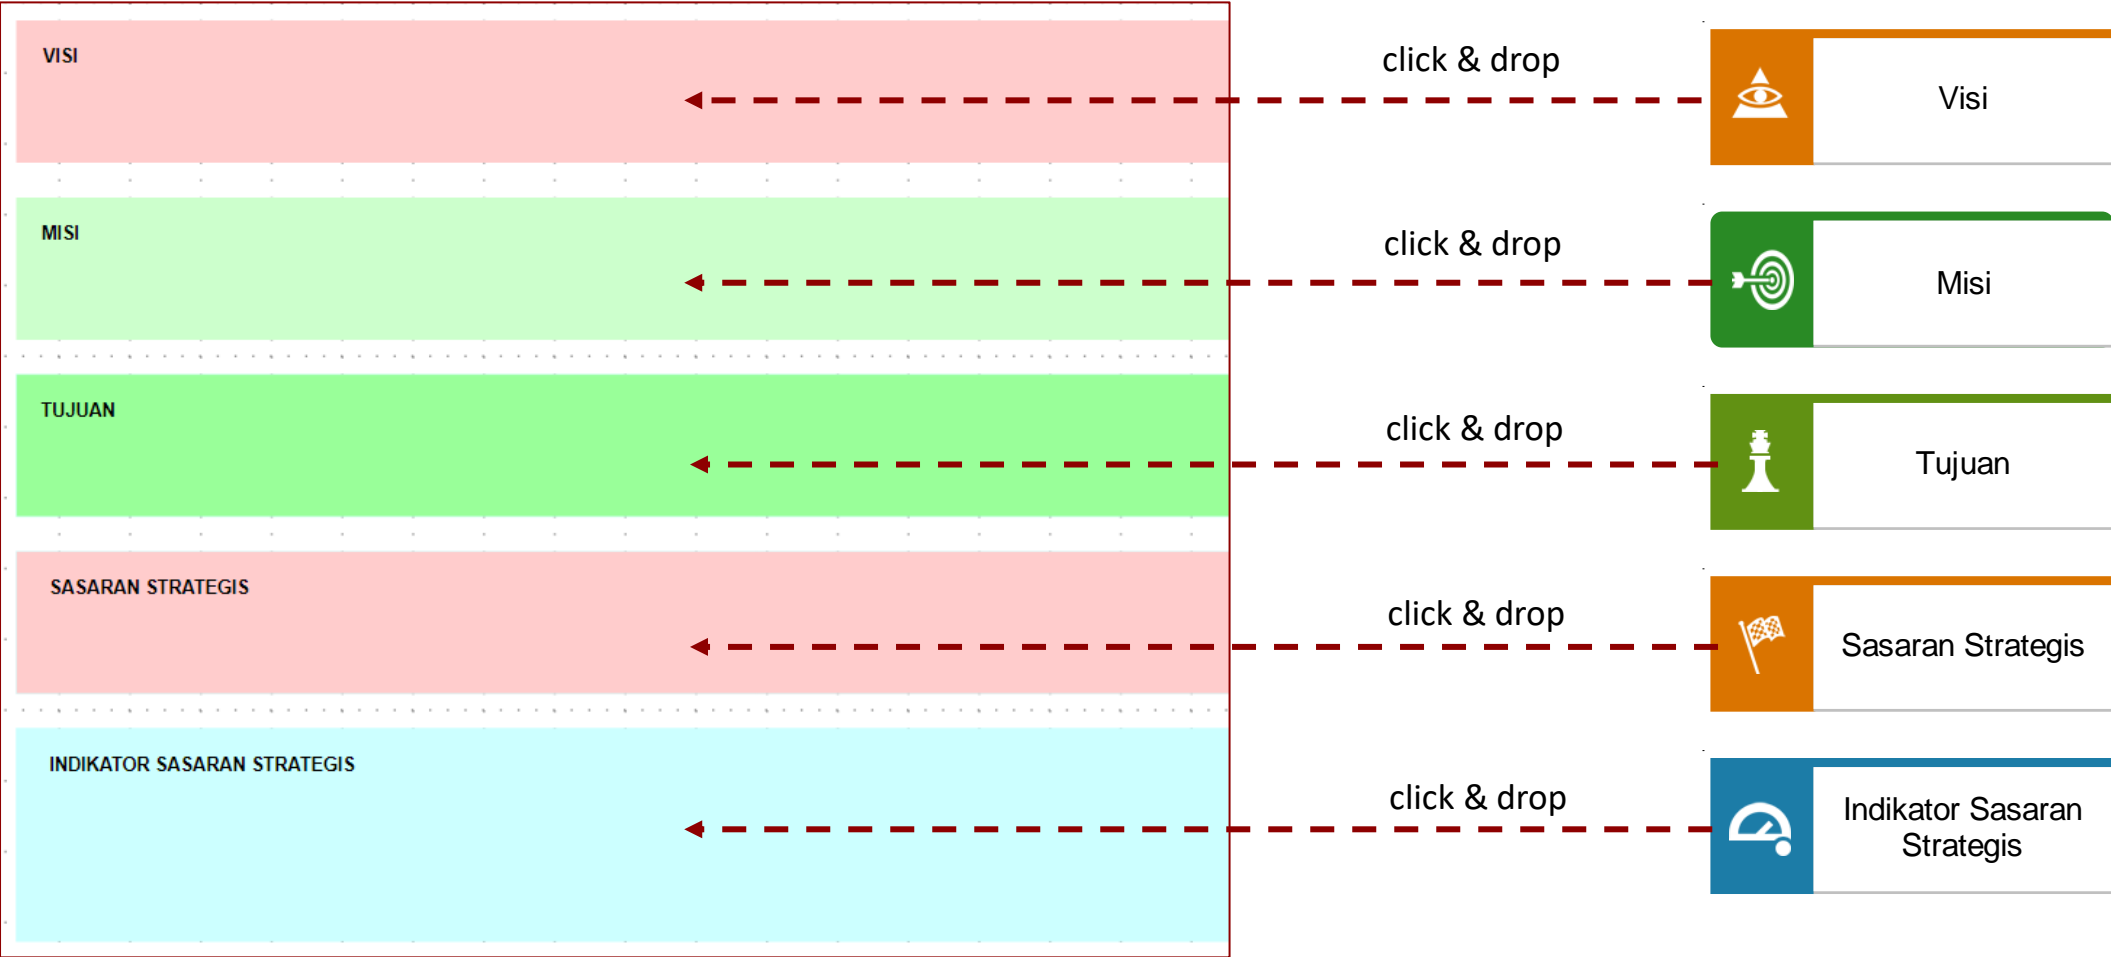 VISI
click & drop
Visi
MISI
click & drop
Misi
TUJUAN
click & drop
Tujuan
SASARAN STRATEGIS
click & drop
Sasaran Strategis
INDIKATOR SASARAN STRATEGIS
click & drop
Indikator Sasaran
Strategis